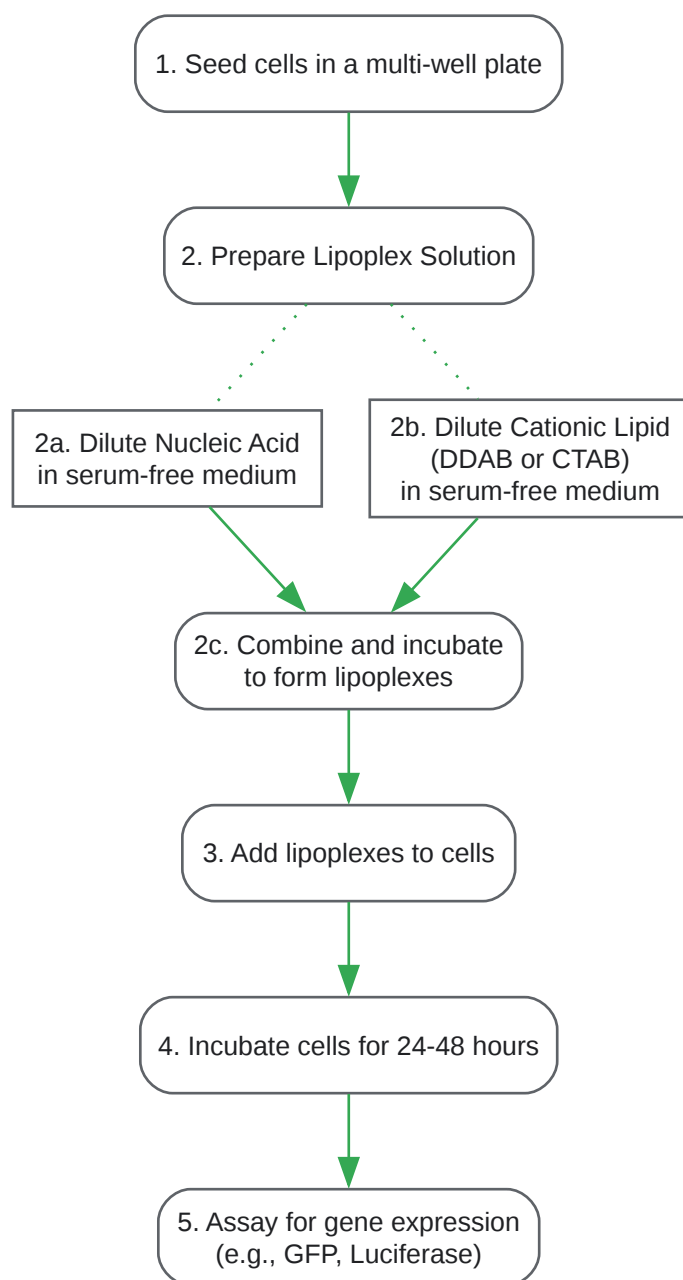 1. Seed cells in a multi-well plate
2. Prepare Lipoplex Solution
2a. Dilute Nucleic Acid
in serum-free medium
2b. Dilute Cationic Lipid
(DDAB or CTAB)
in serum-free medium
2c. Combine and incubate
to form lipoplexes
3. Add lipoplexes to cells
4. Incubate cells for 24-48 hours
5. Assay for gene expression
(e.g., GFP, Luciferase)